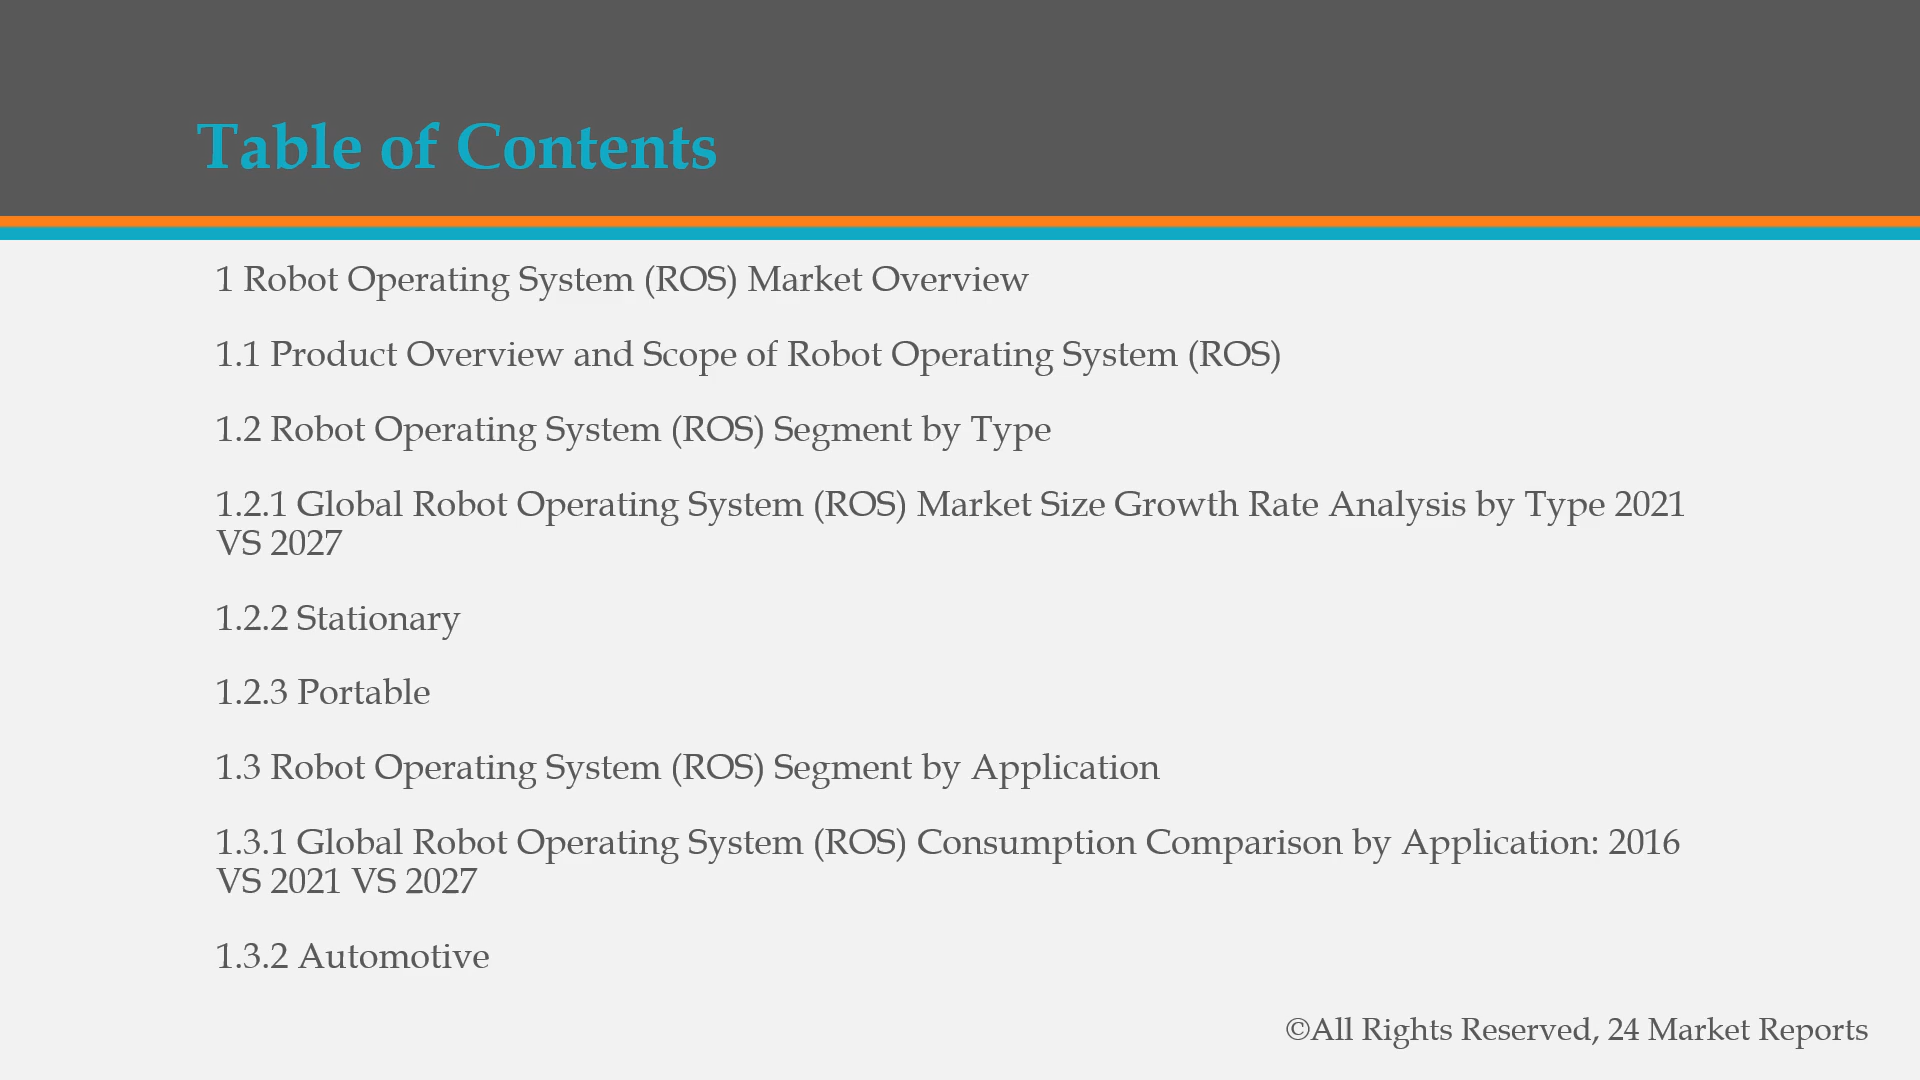 Table of Contents
1 Robot Operating System (ROS) Market Overview
1.1 Product Overview and Scope of Robot Operating System (ROS)
1.2 Robot Operating System (ROS) Segment by Type
1.2.1 Global Robot Operating System (ROS) Market Size Growth Rate Analysis by Type 2021
VS 2027
1.2.2 Stationary
1.2.3 Portable
1.3 Robot Operating System (ROS) Segment by Application
1.3.1 Global Robot Operating System (ROS) Consumption Comparison by Application: 2016
VS 2021 VS 2027
1.3.2 Automotive
©All Rights Reserved, 24 Market Reports